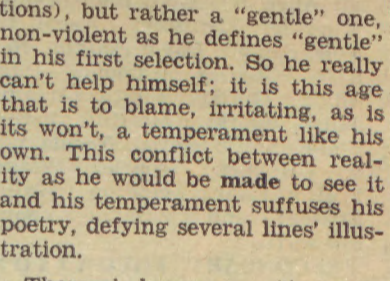 tions), but rather a “gentle” one,
non-violent as he defines “gentle”
in his first selection. So he really
can’t help himself; it is this age
that is to blame, irritating, as is
its won’t, a temperament like his
own. This conflict between real-
ity as he would be made to see it
and his temperament suffuses his
poetry, defying several lines’ illus-
tration.